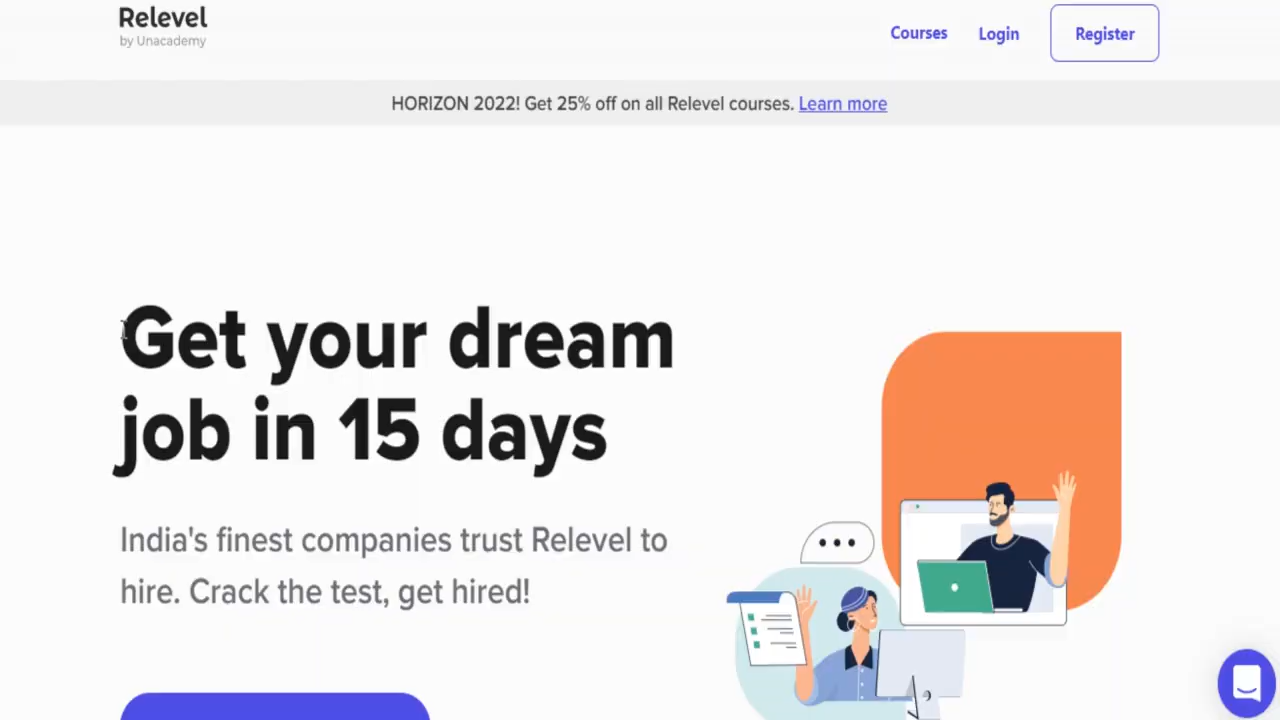 Relevel
by Unacademy
Courses
Login
Register
HORIZON 2022! Get 25% off on all Relevel courses. Learn more
Get your dream
job in 15 days
India's finest companies trust Relevel to
hire. Crack the test, get hired!